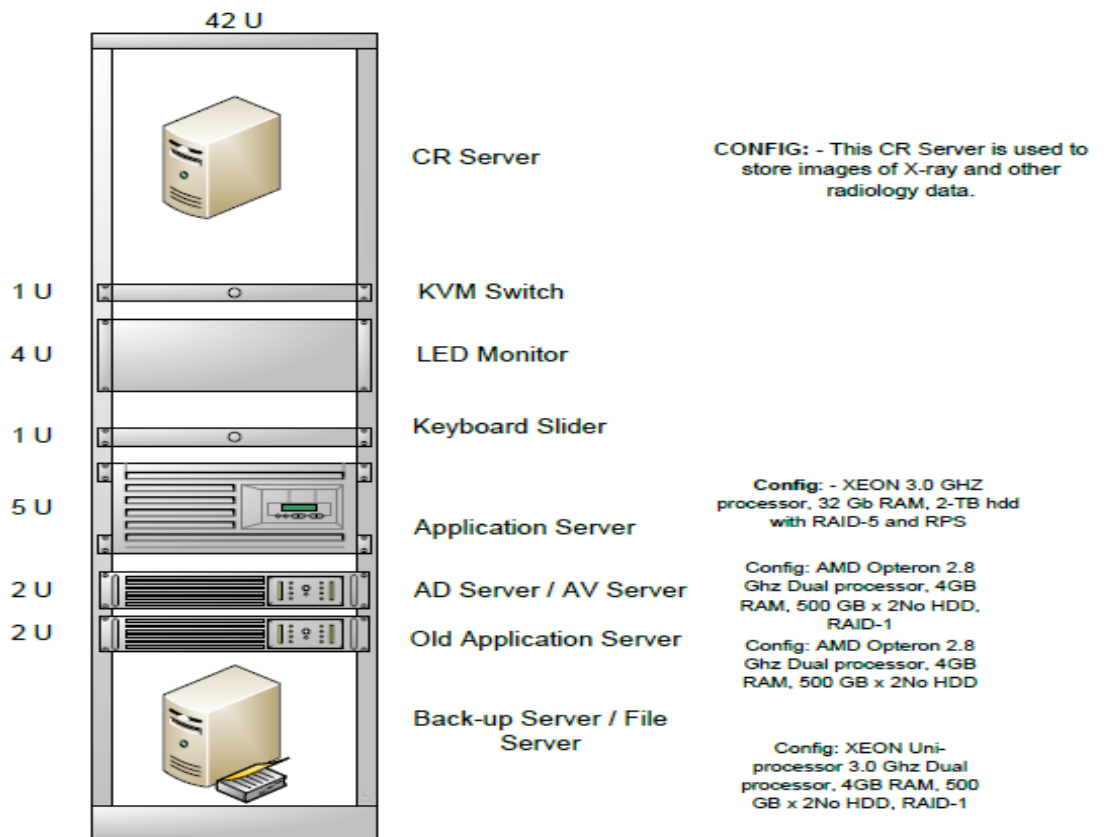 42 U
CR Server
CONFIG: - This CR Server is used to
store images of X-ray and other
radiology data.
1 U
KVM Switch
4 U
LED Monitor
1 U
Keyboard Slider
5 U
Application Server
Config: - XEON 3.0 GHZ
processor, 32 Gb RAM, 2-TB hdd
with RAID-5 and RPS
2 U
AD Server / AV Server
Config: AMD Opteron 2.8
Ghz Dual processor, 4GB
RAM, 500 GB x 2No HDD,
RAID-1
2 U
Old Application Server
Config: AMD Opteron 2.8
Ghz Dual processor, 4GB
RAM, 500 GB x 2No HDD
Back-up Server / File
Server
Config: XEON Uni-
processor 3.0 Ghz Dual
processor, 4GB RAM, 500
GB x 2No HDD, RAID-1